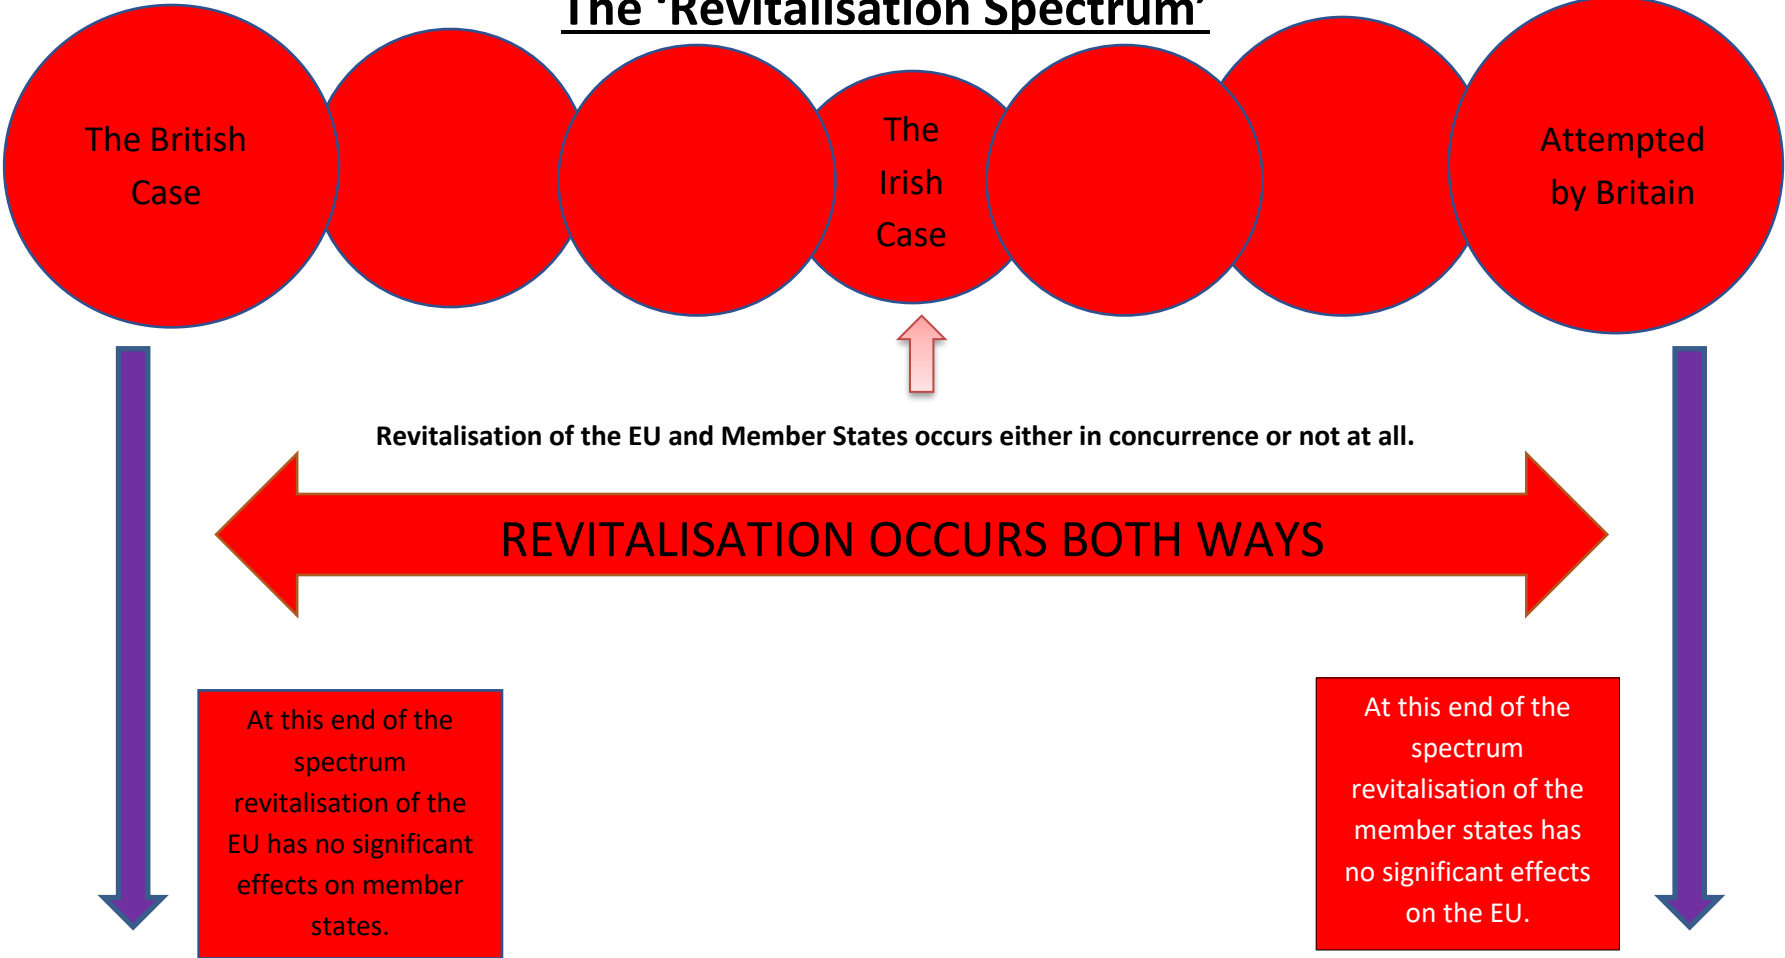 The ‘Revitalisation Spectrum’
The British
Case
The
Irish
Case
Attempted
by Britain
Revitalisation of the EU and Member States occurs either in concurrence or not at all.
REVITALISATION OCCURS BOTH WAYS
At this end of the
spectrum
revitalisation of the
EU has no significant
effects on member
states.
At this end of the
spectrum
revitalisation of the
member states has
no significant effects
on the EU.